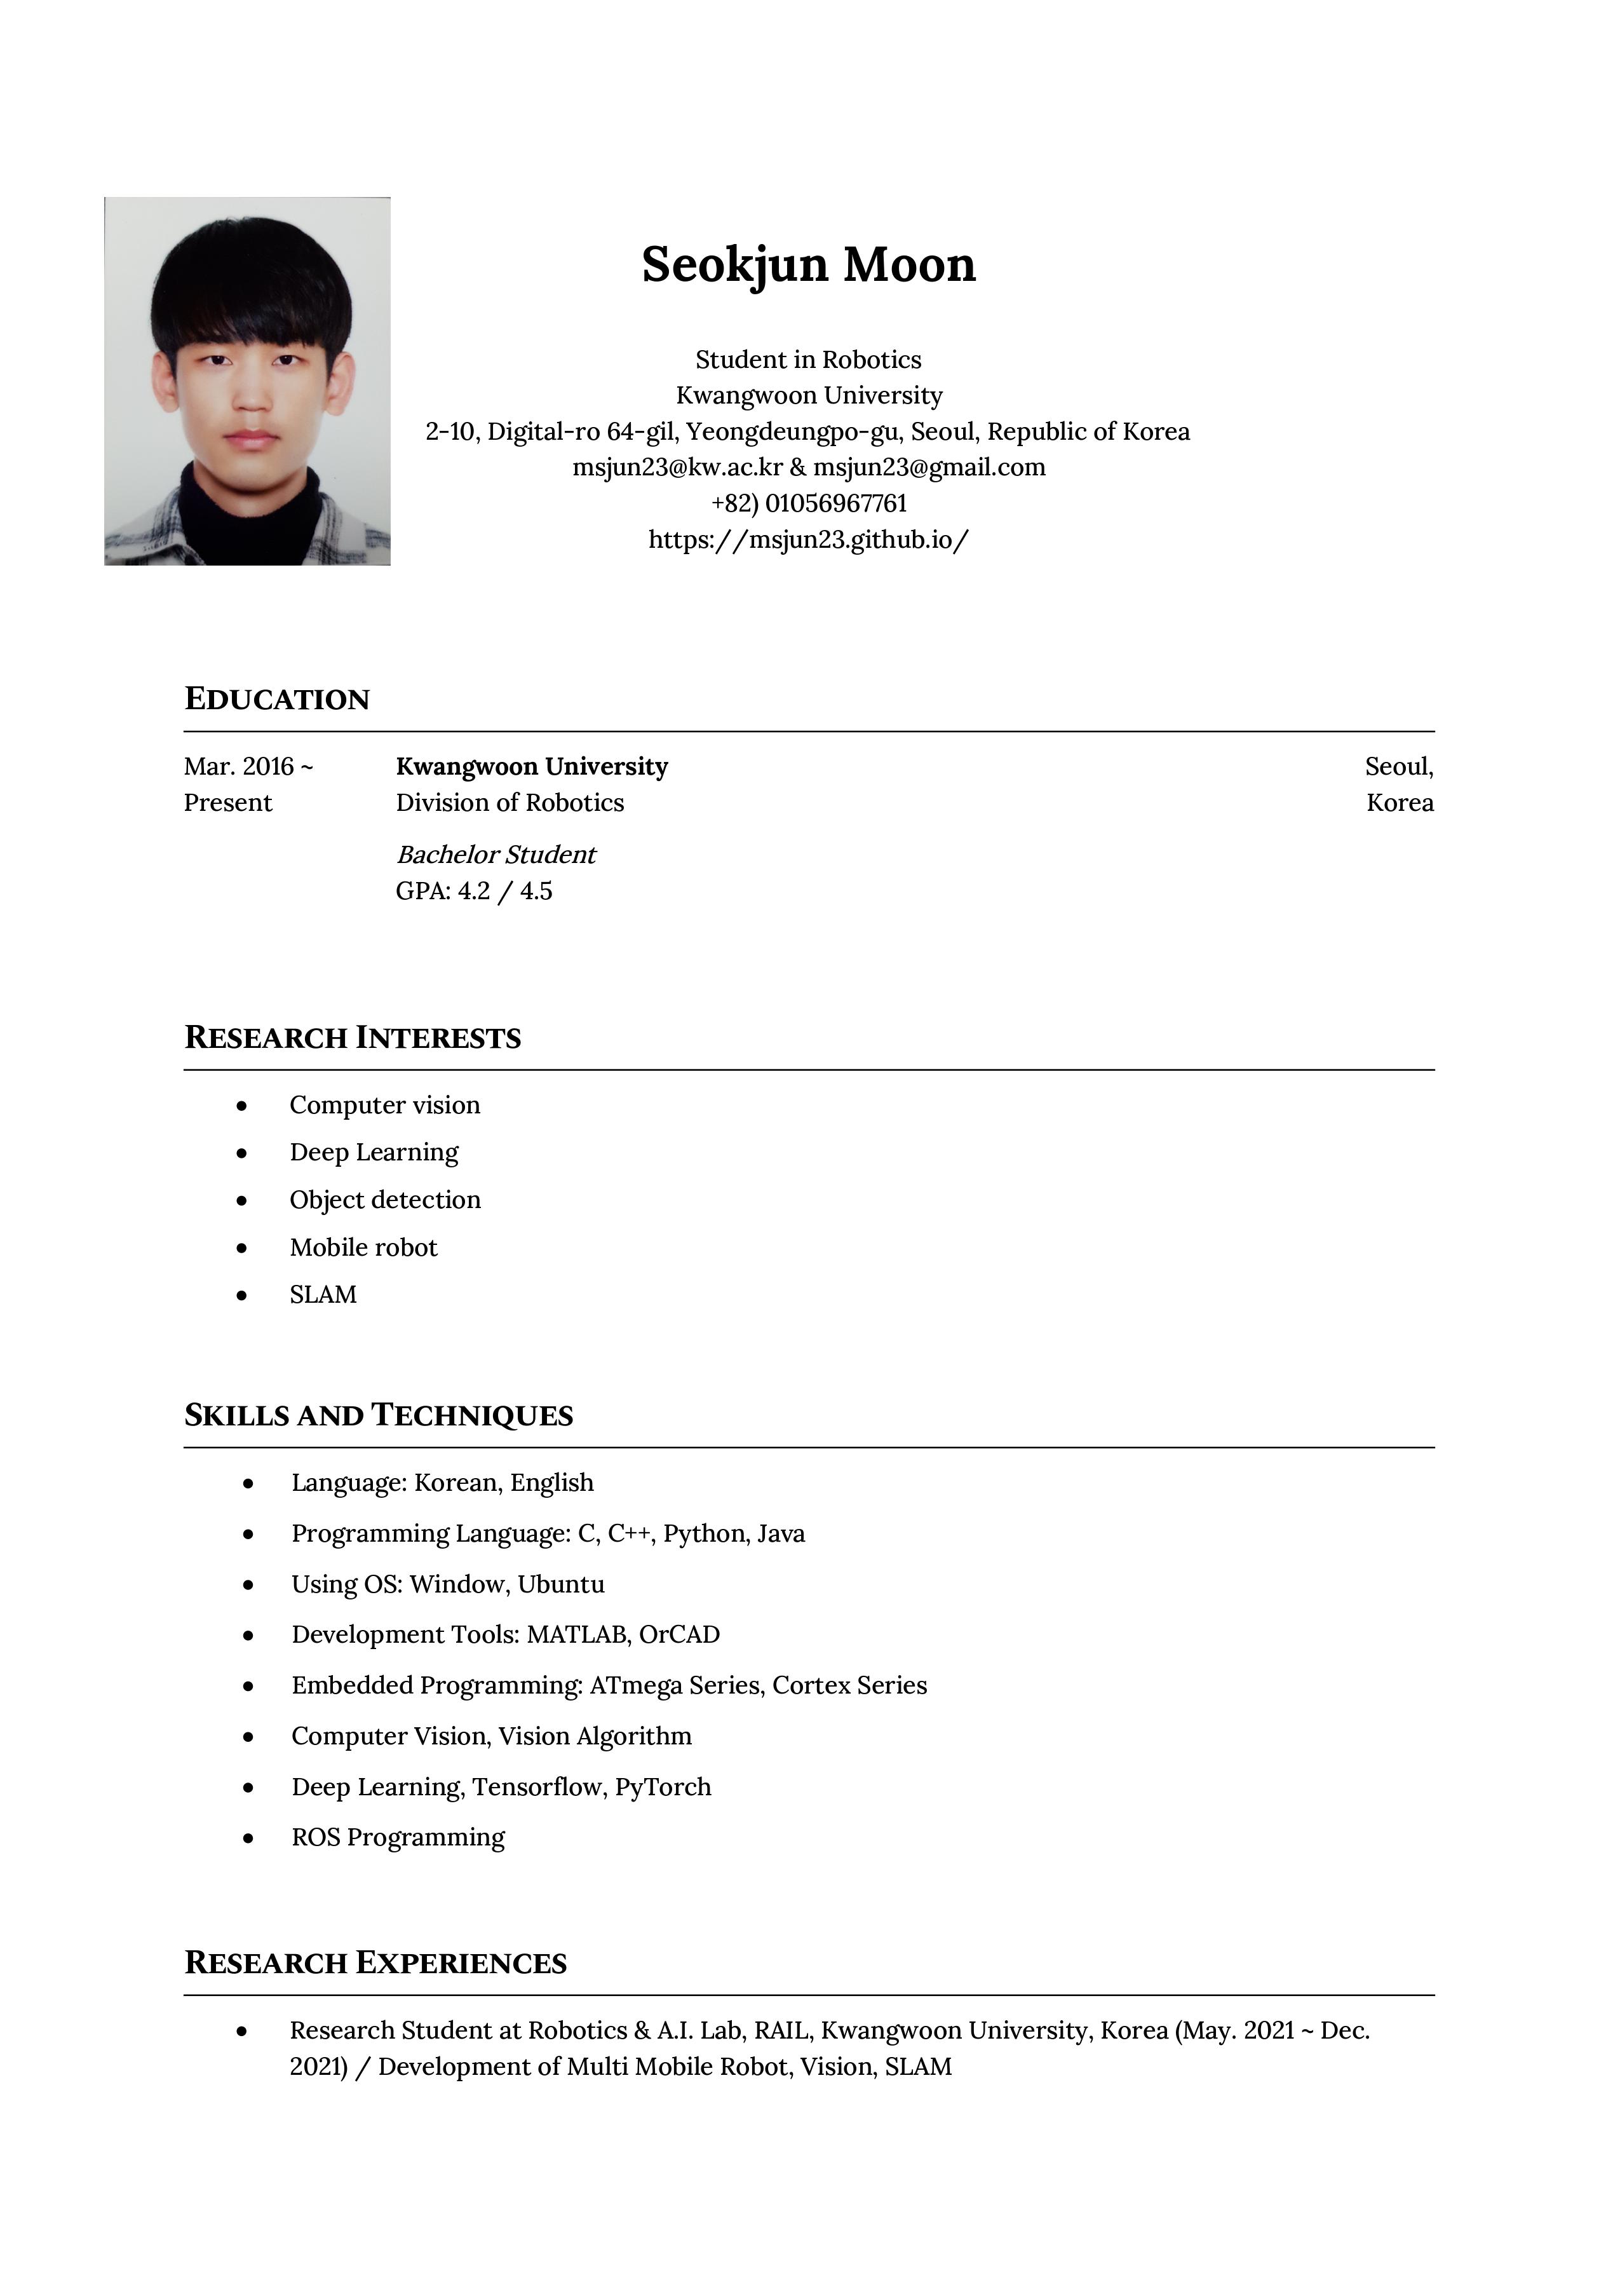 Seokjun Moon
Student in Robotics
Kwangwoon University
2-10, Digital-ro 64-gil, Yeongdeungpo-gu, Seoul, Republic of Korea
msjun23@kw.ac.kr & msjun23@gmail.com
+82) 01056967761
https://msjun23.github.io/
EDUCATION
Mar. 2016 ~ Kwangwoon University Seoul,
Present Division of Robotics Korea
Bachelor Student
GPA: 4.2 / 4.5
RESEARCH INTERESTS
● Computer vision
● Deep Learning
● Object detection
● Mobile robot
● SLAM
SKILLS AND TECHNIQUES
● Language: Korean, English
● Programming Language: C, C++, Python, Java
● Using OS: Window, Ubuntu
● Development Tools: MATLAB, OrCAD
● Embedded Programming: ATmega Series, Cortex Series
● Computer Vision, Vision Algorithm
● Deep Learning, Tensorflow, PyTorch
● ROS Programming
RESEARCH EXPERIENCES
● Research Student at Robotics & A.I. Lab, RAIL, Kwangwoon University, Korea (May. 2021 ~ Dec.
2021) / Development of Multi Mobile Robot, Vision, SLAM